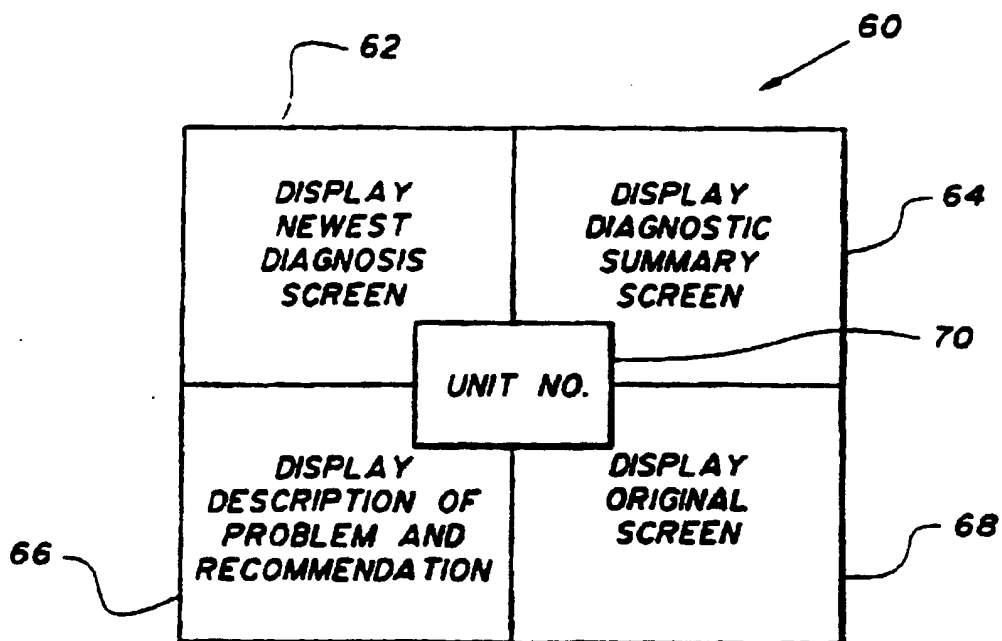 62
60
DISPLAY
NEWEST
DIAGNOSIS
SCREEN
DISPLAY
DIAGNOSTIC
SUMMARY
SCREEN
64
UNIT NO.
70
DISPLAY
DESCRIPTION OF
PROBLEM AND
RECOMMENDATION
DISPLAY
ORIGINAL
SCREEN
66
68